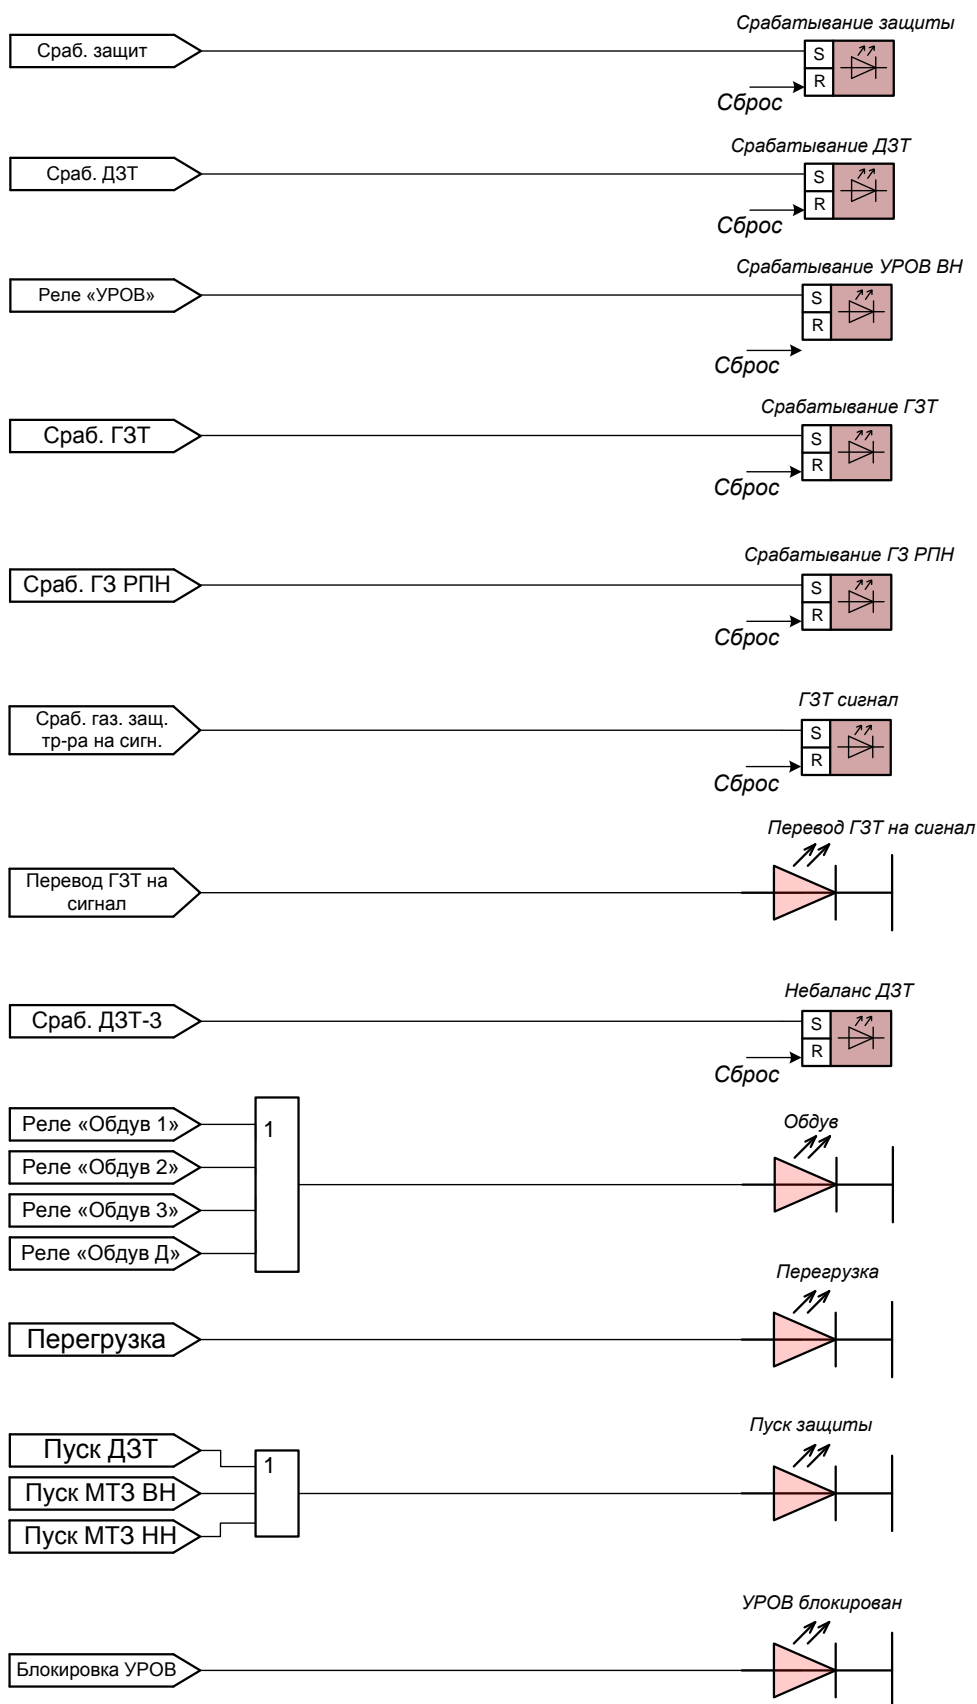 Срабатывание защиты
Сраб. защит
S
R
Сброс
Срабатывание ДЗТ
Сраб. ДЗТ
S
R
Сброс
Срабатывание УРОВ ВН
Реле «УРОВ»
S
R
Сброс
Срабатывание ГЗТ
Сраб. ГЗТ
S
R
Сброс
Срабатывание ГЗ РПН
Сраб. ГЗ РПН
S
R
Сброс
ГЗТ сигнал
Сраб. газ. защ.
тр-ра на сигн.
S
R
Сброс
Перевод ГЗТ на сигнал
Перевод ГЗТ на
сигнал
Небаланс ДЗТ
Сраб. ДЗТ-3
S
R
Сброс
Обдув
Реле «Обдув 1»
1
Реле «Обдув 2»
Реле «Обдув 3»
Реле «Обдув Д»
Перегрузка
Перегрузка
Пуск защиты
Пуск ДЗТ
1
Пуск МТЗ ВН
Пуск МТЗ НН
УРОВ блокирован
Блокировка УРОВ